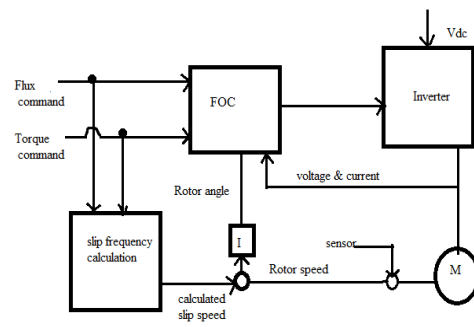 Vdc
Flux
command
FOC
Inverter
Torque
command
voltage & current
Rotor angle
slip frequency
calculation
I
sensor
Rotor speed
M
calculated
slip speed